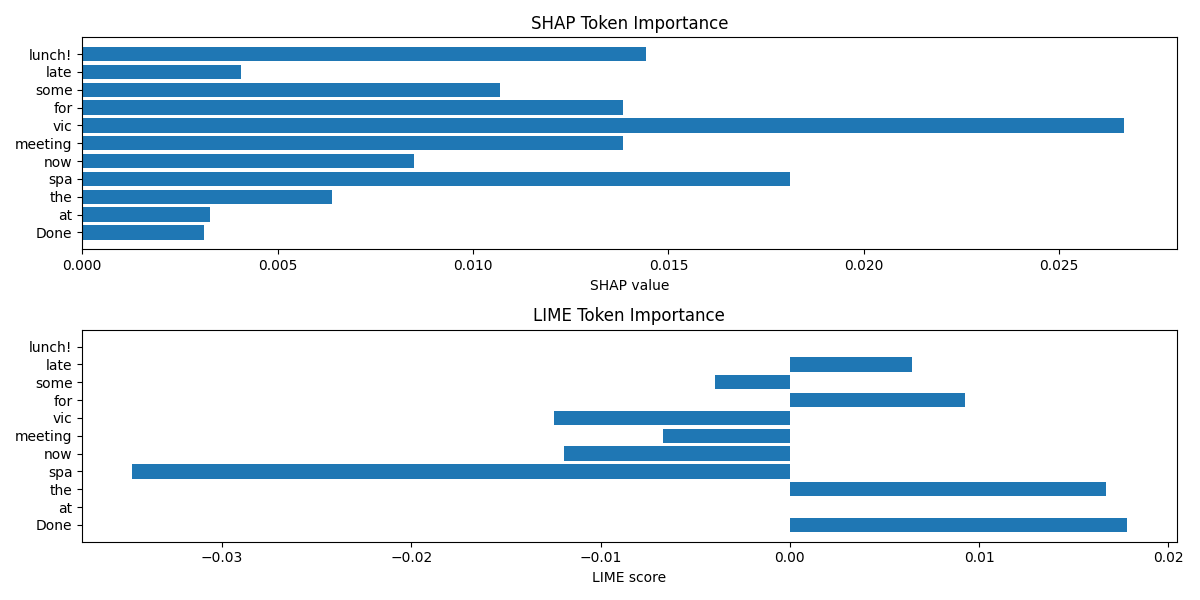 SHAP Token Importance
lunch!
late
some
for
vic
meeting
now
spa
the
at
Done
0.000 0.005 0.010 0.015 0.020 0.025
SHAP value
LIME Token Importance
lunch!
late
some
for
vic
meeting
now
spa
the
at
Done
−0.03 −0.02 −0.01 0.00 0.01 0.02
LIME score